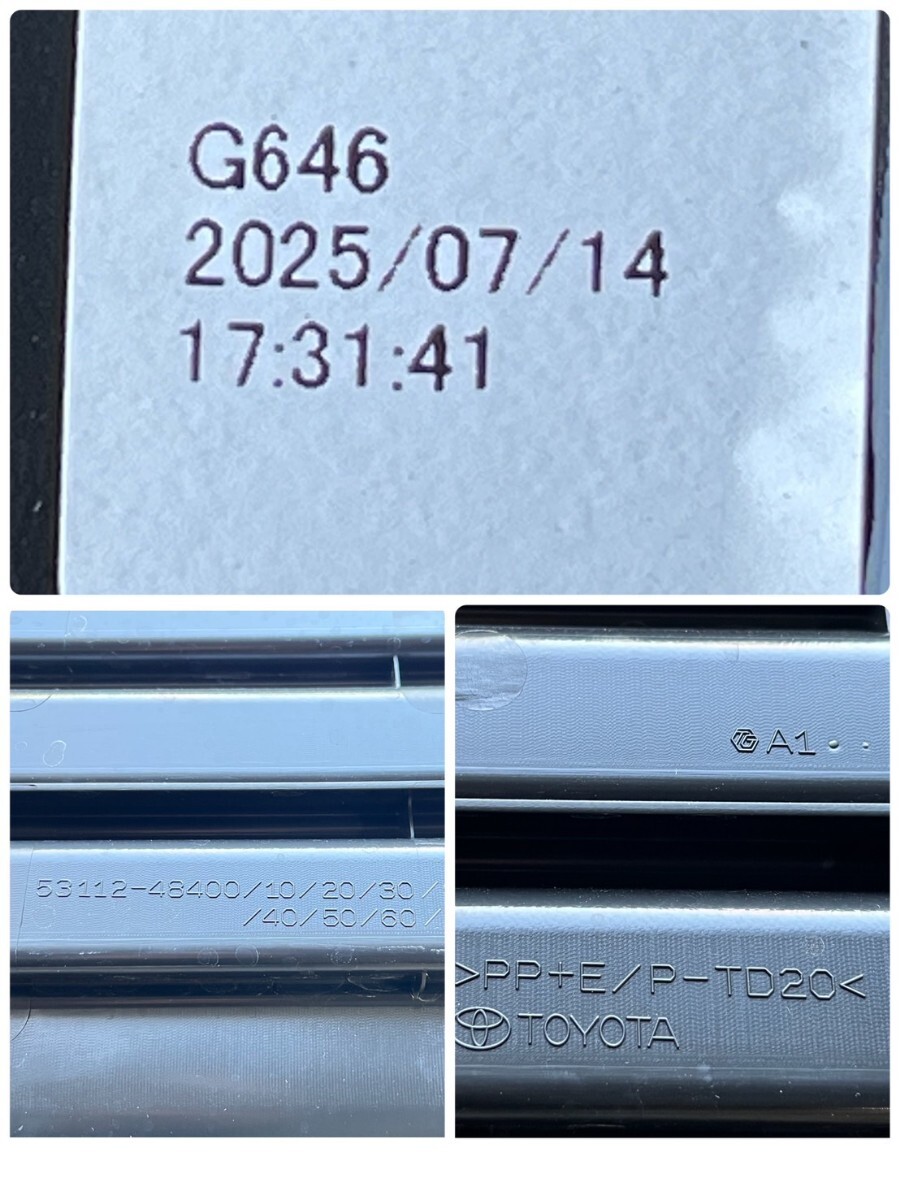 G646
2025/07/14
17:31:41
53112-48400/10/20/30/
/40/50/60/
TG A1
>PP+E/P-TD20<
TOYOTA